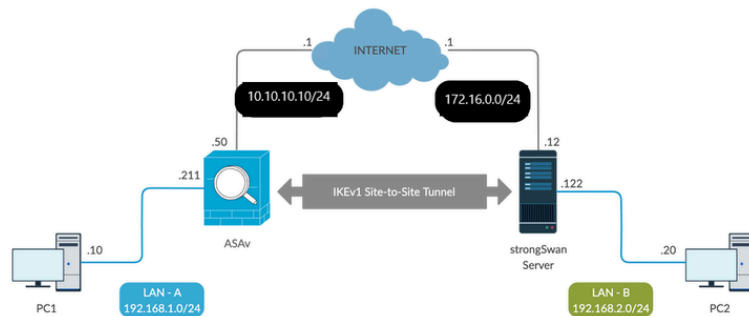 INTERNET
.1
.1
10.10.10.10/24
172.16.0.0/24
.50
.12
.211
IKEv1 Site-to-Site Tunnel
.122
ASAv
strongSwan
Server
.10
.20
PC1
LAN - A
192.168.1.0/24
LAN - B
192.168.2.0/24
PC2